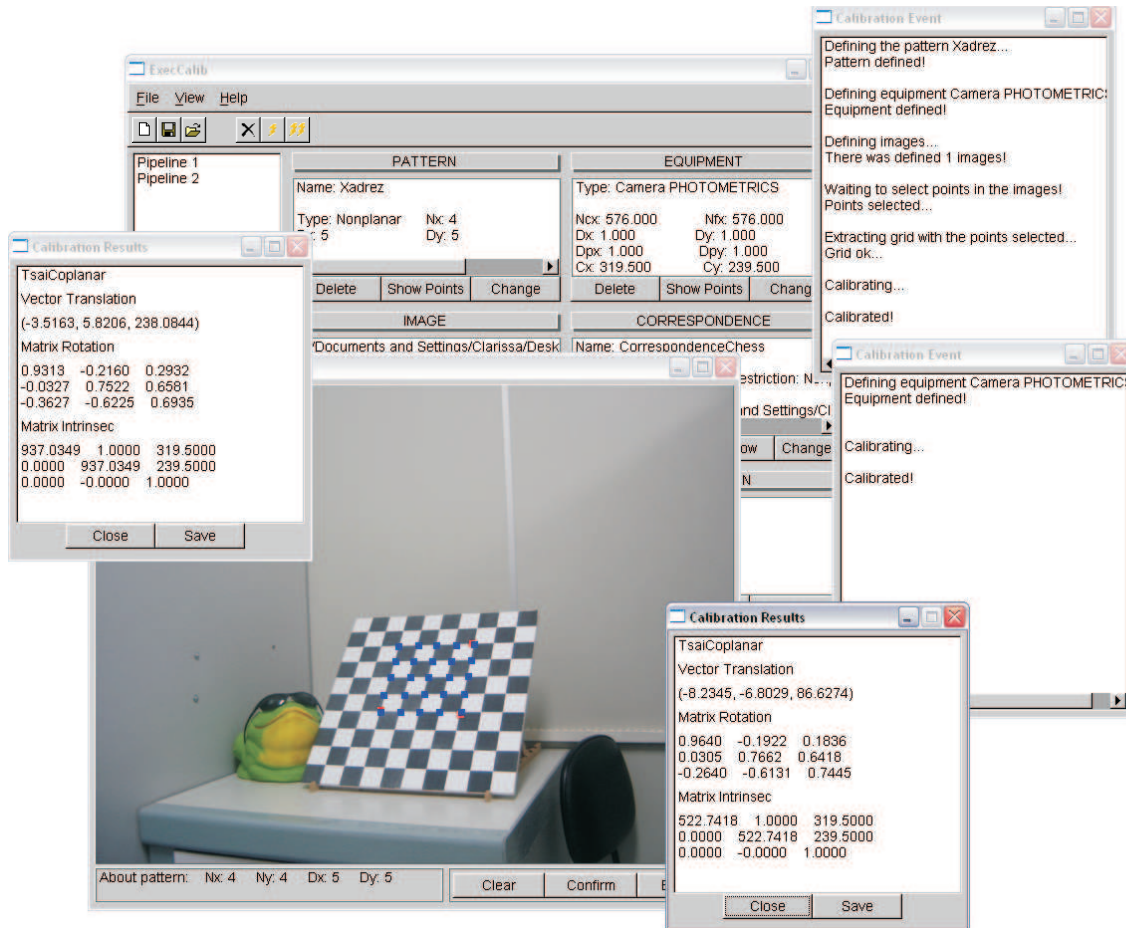 ExecCalib
File View Help
Pipeline 1
Pipeline 2
PATTERN
Name: Xadrez
Type: Nonplanar Nx: 4
5 Dy: 5
Delete Show Points Change
EQUIPMENT
Type: Camera PHOTOMETRICS
Ncx: 576.000 Nfx: 576.000
Dx: 1.000 Dy: 1.000
Dpx: 1.000 Dpy: 1.000
Cx: 319.500 Cy: 239.500
Delete Show Points Chang
IMAGE
/Documents and Settings/Clarissa/Desk
CORRESPONDENCE
Name: CorrespondenceChess
estriction:
nd Settings/Cl
ow Change
N
Calibration Event
Defining the pattern Xadrez...
Pattern defined!
Defining equipment Camera PHOTOMETRICS
Equipment defined!
Defining images...
There was defined 1 images!
Waiting to select points in the images!
Points selected...
Extracting grid with the points selected...
Grid ok...
Calibrating...
Calibrated!
Calibration Event
Defining equipment Camera PHOTOMETRICS
Equipment defined!
Calibrating...
Calibrated!
Calibration Results
TsaiCoplanar
Vector Translation
(-3.5163, 5.8206, 238.0844)
Matrix Rotation
0.9313 -0.2160 0.2932
-0.0327 0.7522 0.6581
-0.3627 -0.6225 0.6935
Matrix Intrinsec
937.0349 1.0000 319.5000
0.0000 937.0349 239.5000
0.0000 -0.0000 1.0000
Close Save
About pattern: Nx: 4 Ny: 4 Dx: 5 Dy: 5
Clear Confirm
Calibration Results
TsaiCoplanar
Vector Translation
(-8.2345, -6.8029, 86.6274)
Matrix Rotation
0.9640 -0.1922 0.1836
0.0305 0.7662 0.6418
-0.2640 -0.6131 0.7445
Matrix Intrinsec
522.7418 1.0000 319.5000
0.0000 522.7418 239.5000
0.0000 -0.0000 1.0000
Close Save